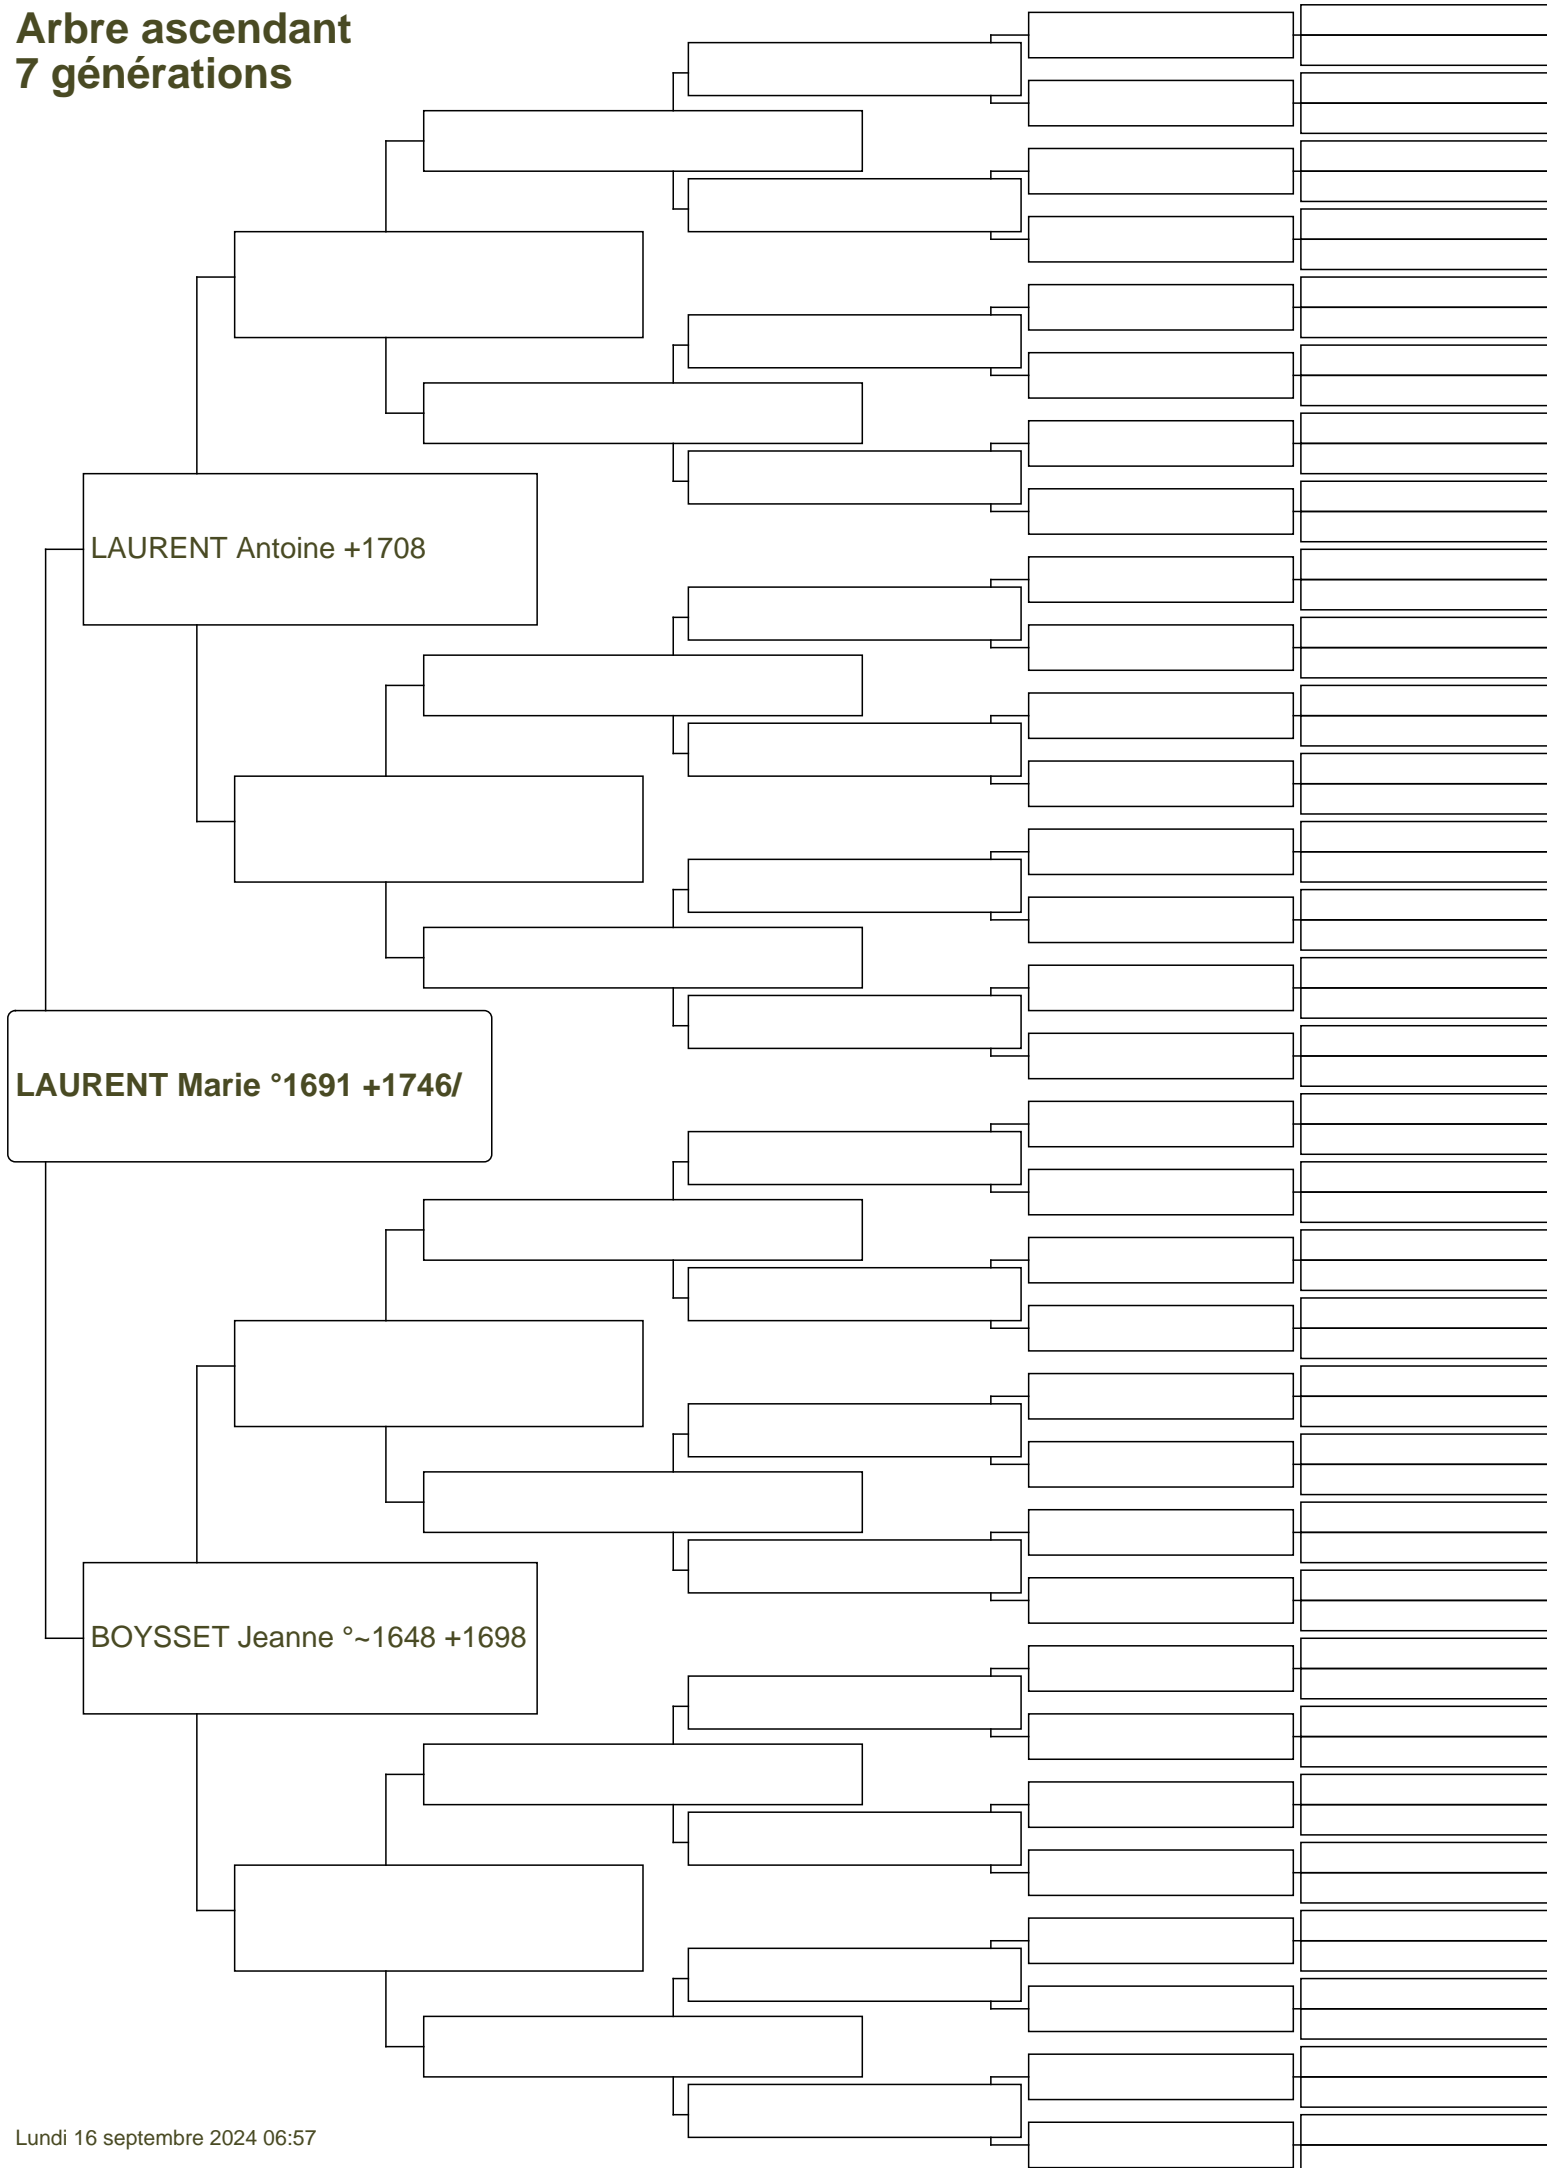 Arbre ascendant
7 générations
LAURENT Antoine +1708
LAURENT Marie °1691 +1746/
BOYSSET Jeanne °~1648 +1698
Lundi 16 septembre 2024 06:57